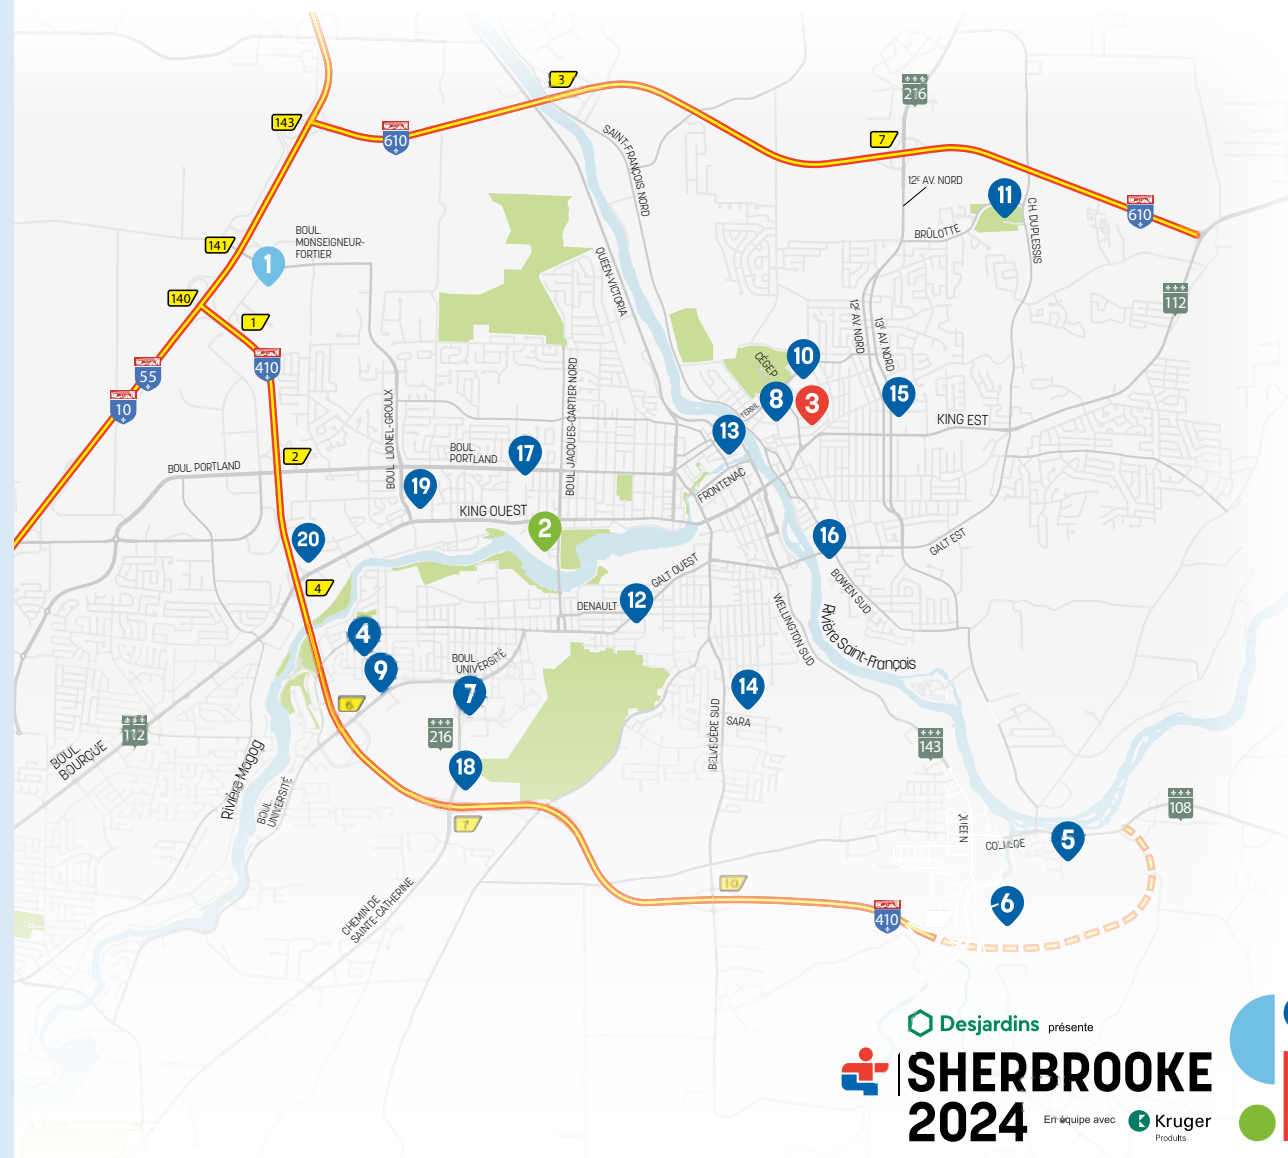 3
216
143
610
SAINT-FRANÇOIS NORD
7
12E AV. NORD
11
610
CH. DUPLESSIS
BRÛLOTTE
BOUL.
MONSEIGNEUR-
FORTIER
141
1
QUEEN-VICTORIA
112
140
1
12E AV. NORD
13E AV. NORD
410
55
10
CÉGEP
10
BOUL. LIONEL-GROULX
BOUL. JACQUES-CARTIER NORD
TERRILL
8
3
15
KING EST
13
BOUL. PORTLAND
2
BOUL.
PORTLAND
17
19
FRONTENAC
KING OUEST
2
20
16
GALT EST
GALT OUEST
4
DENAULT
12
BOWEN SUD
WELLINGTON SUD
Rivière Saint-François
4
9
BOUL.
UNIVERSITÉ
7
14
SARA
BELVÉDÈRE SUD
6
112
216
143
BOUL.
BOURQUE
Rivière Magog
BOUL.
UNIVERSITÉ
18
7
108
QUEEN
COLLÈGE
5
10
6
410
CHEMIN DE
SAINTE-CATHERINE
Desjardins présente
SHERBROOKE
2024
En équipe avec
Kruger
Produits